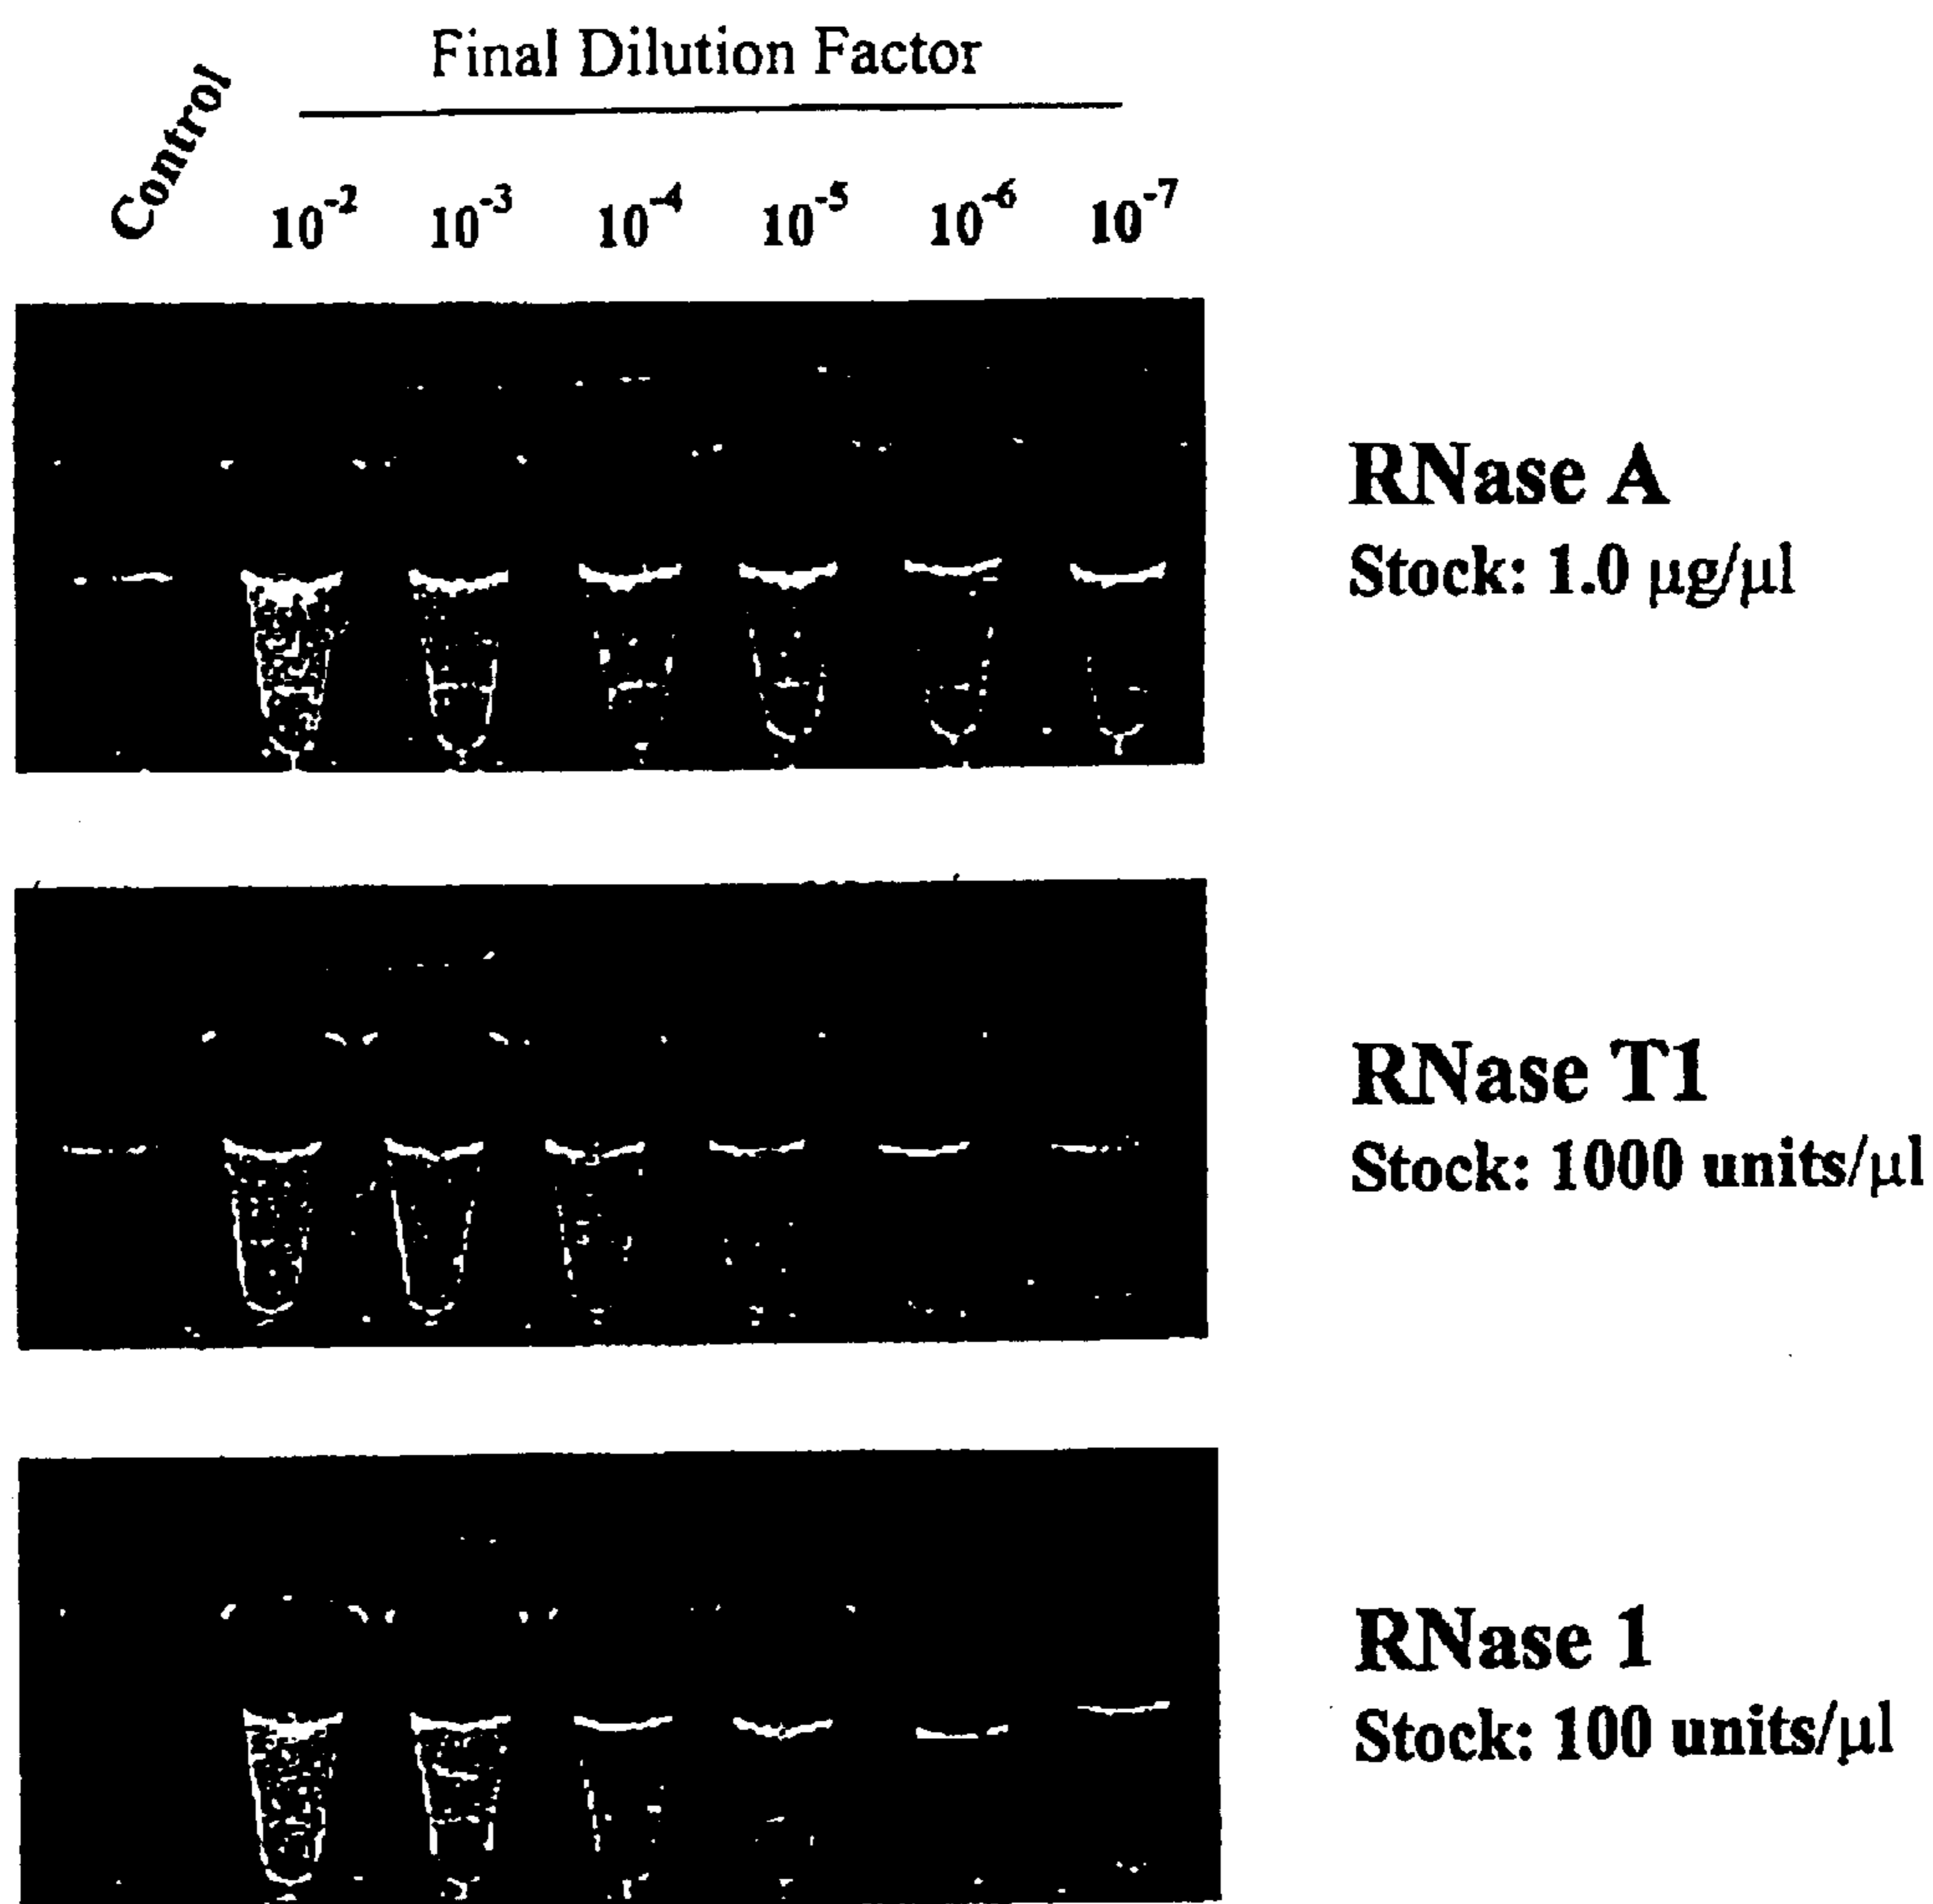 Final Dilution Factor
Control
10⁻² 10⁻³ 10⁻⁴ 10⁻⁵ 10⁻⁶ 10⁻⁷
RNase A
Stock: 1.0 µg/µl
RNase T1
Stock: 1000 units/µl
RNase 1
Stock: 100 units/µl